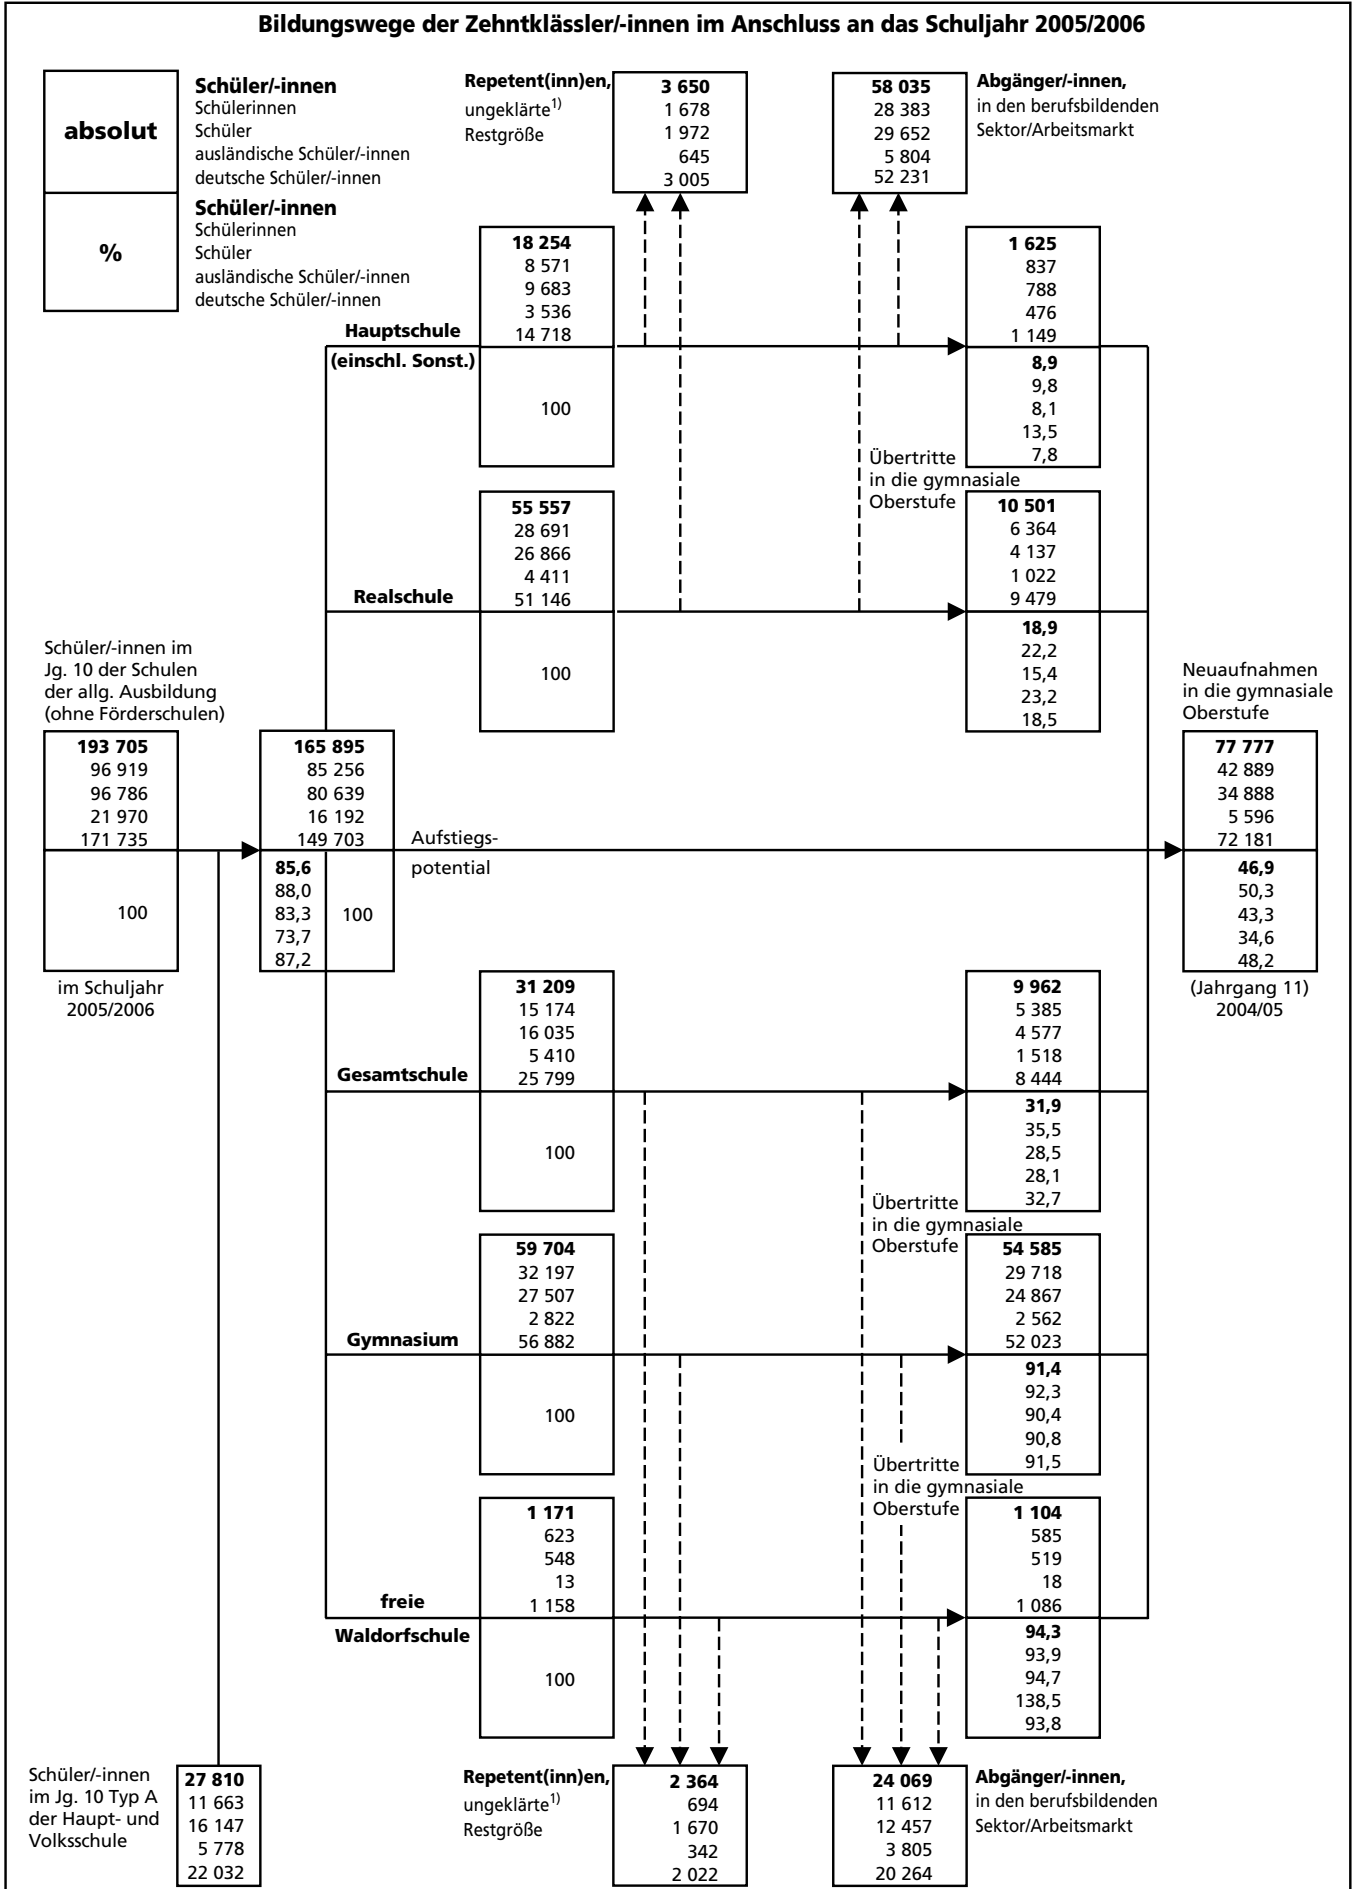 Bildungswege der Zehntklässler/-innen im Anschluss an das Schuljahr 2005/2006
absolut
Schüler/-innen
Schülerinnen
Schüler
ausländische Schüler/-innen
deutsche Schüler/-innen
%
Schüler/-innen
Schülerinnen
Schüler
ausländische Schüler/-innen
deutsche Schüler/-innen
Repetent(inn)en,
ungeklärte1)
Restgröße
3 650
1 678
1 972
645
3 005
58 035
28 383
29 652
5 804
52 231
Abgänger/-innen,
in den berufsbildenden
Sektor/Arbeitsmarkt
Hauptschule
(einschl. Sonst.)
18 254
8 571
9 683
3 536
14 718
100
1 625
837
788
476
1 149
8,9
9,8
8,1
13,5
7,8
Übertritte
in die gymnasiale
Oberstufe
Realschule
55 557
28 691
26 866
4 411
51 146
100
10 501
6 364
4 137
1 022
9 479
18,9
22,2
15,4
23,2
18,5
Schüler/-innen im
Jg. 10 der Schulen
der allg. Ausbildung
(ohne Förderschulen)
193 705
96 919
96 786
21 970
171 735
100
im Schuljahr
2005/2006
165 895
85 256
80 639
16 192
149 703
85,6
88,0
83,3
73,7
87,2
100
Aufstiegs-
potential
Neuaufnahmen
in die gymnasiale
Oberstufe
77 777
42 889
34 888
5 596
72 181
46,9
50,3
43,3
34,6
48,2
(Jahrgang 11)
2004/05
Gesamtschule
31 209
15 174
16 035
5 410
25 799
100
9 962
5 385
4 577
1 518
8 444
31,9
35,5
28,5
28,1
32,7
Übertritte
in die gymnasiale
Oberstufe
Gymnasium
59 704
32 197
27 507
2 822
56 882
100
54 585
29 718
24 867
2 562
52 023
91,4
92,3
90,4
90,8
91,5
Übertritte
in die gymnasiale
Oberstufe
freie
Waldorfschule
1 171
623
548
13
1 158
100
1 104
585
519
18
1 086
94,3
93,9
94,7
138,5
93,8
Schüler/-innen
im Jg. 10 Typ A
der Haupt- und
Volksschule
27 810
11 663
16 147
5 778
22 032
Repetent(inn)en,
ungeklärte1)
Restgröße
2 364
694
1 670
342
2 022
24 069
11 612
12 457
3 805
20 264
Abgänger/-innen,
in den berufsbildenden
Sektor/Arbeitsmarkt